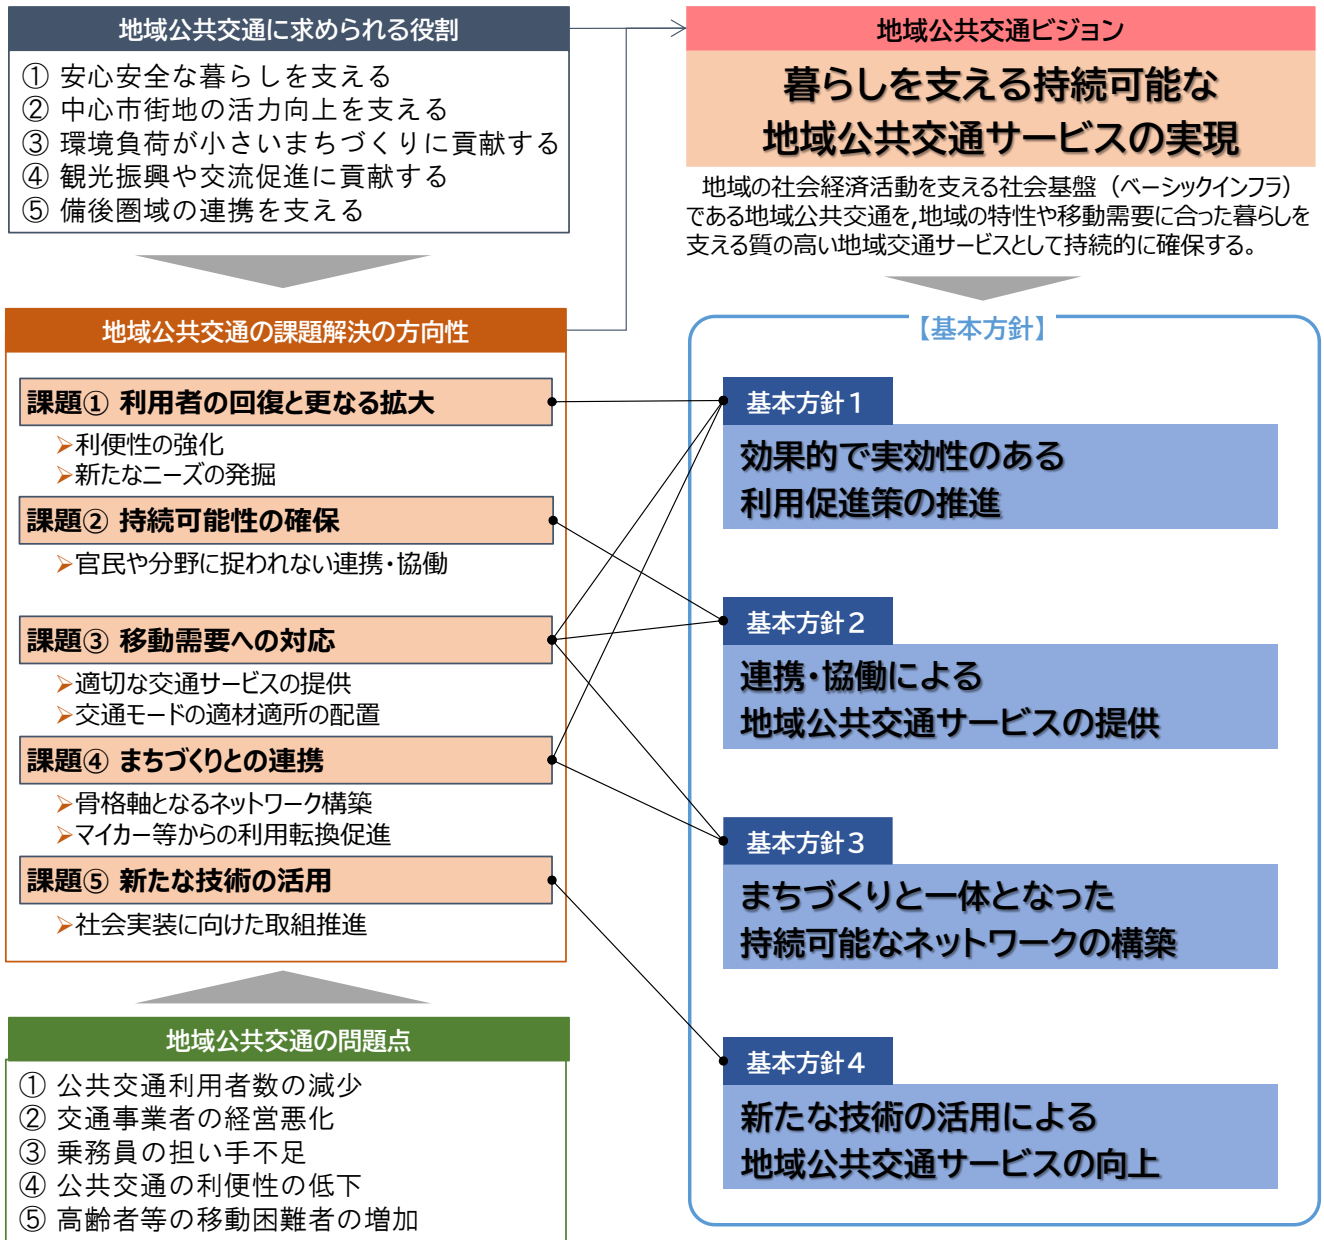 地域公共交通に求められる役割
① 安心安全な暮らしを支える
② 中心市街地の活力向上を支える
③ 環境負荷が小さいまちづくりに貢献する
④ 観光振興や交流促進に貢献する
⑤ 備後圏域の連携を支える
地域公共交通の課題解決の方向性
課題① 利用者の回復と更なる拡大
➢利便性の強化
➢新たなニーズの発掘
課題② 持続可能性の確保
➢官民や分野に捉われない連携・協働
課題③ 移動需要への対応
➢適切な交通サービスの提供
➢交通モードの適材適所の配置
課題④ まちづくりとの連携
➢骨格軸となるネットワーク構築
➢マイカー等からの利用転換促進
課題⑤ 新たな技術の活用
➢社会実装に向けた取組推進
地域公共交通の問題点
① 公共交通利用者数の減少
② 交通事業者の経営悪化
③ 乗務員の担い手不足
④ 公共交通の利便性の低下
⑤ 高齢者等の移動困難者の増加
地域公共交通ビジョン
暮らしを支える持続可能な
地域公共交通サービスの実現
地域の社会経済活動を支える社会基盤（ベーシックインフラ）
である地域公共交通を,地域の特性や移動需要に合った暮らしを
支える質の高い地域交通サービスとして持続的に確保する。
【基本方針】
基本方針１
効果的で実効性のある
利用促進策の推進
基本方針２
連携・協働による
地域公共交通サービスの提供
基本方針３
まちづくりと一体となった
持続可能なネットワークの構築
基本方針４
新たな技術の活用による
地域公共交通サービスの向上